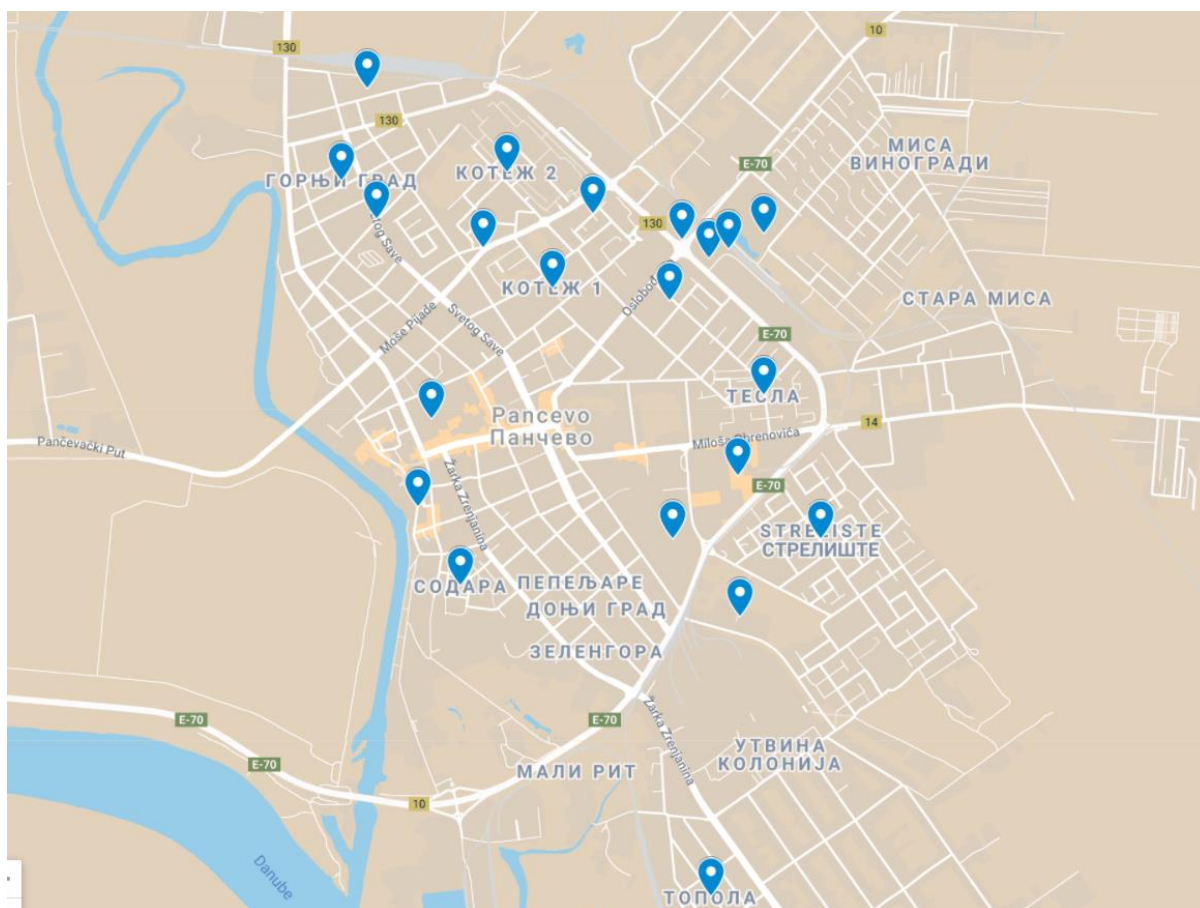 10
130
МИСА
ВИНОГРАДИ
130
E-70
КОТЕЖ 2
ГОРЊИ ГРАД
130
Svetog Save
СТАРА МИСА
КОТЕЖ 1
Moše Pijade
Svetog Save
E-70
ТЕСЛА
Pancevo
Панчево
14
Pančevački Put
Miloša Obrenovića
E-70
Žarka Zrenjanina
STRELISTE
СТРЕЛИШТЕ
СОДАРА
ПЕПЕЉАРЕ
ДОЊИ ГРАД
ЗЕЛЕНГОРА
E-70
E-70
Žarka Zrenjanina
УТВИНА
КОЛОНИЈА
E-70
МАЛИ РИТ
10
Danube
ТОПОЛА